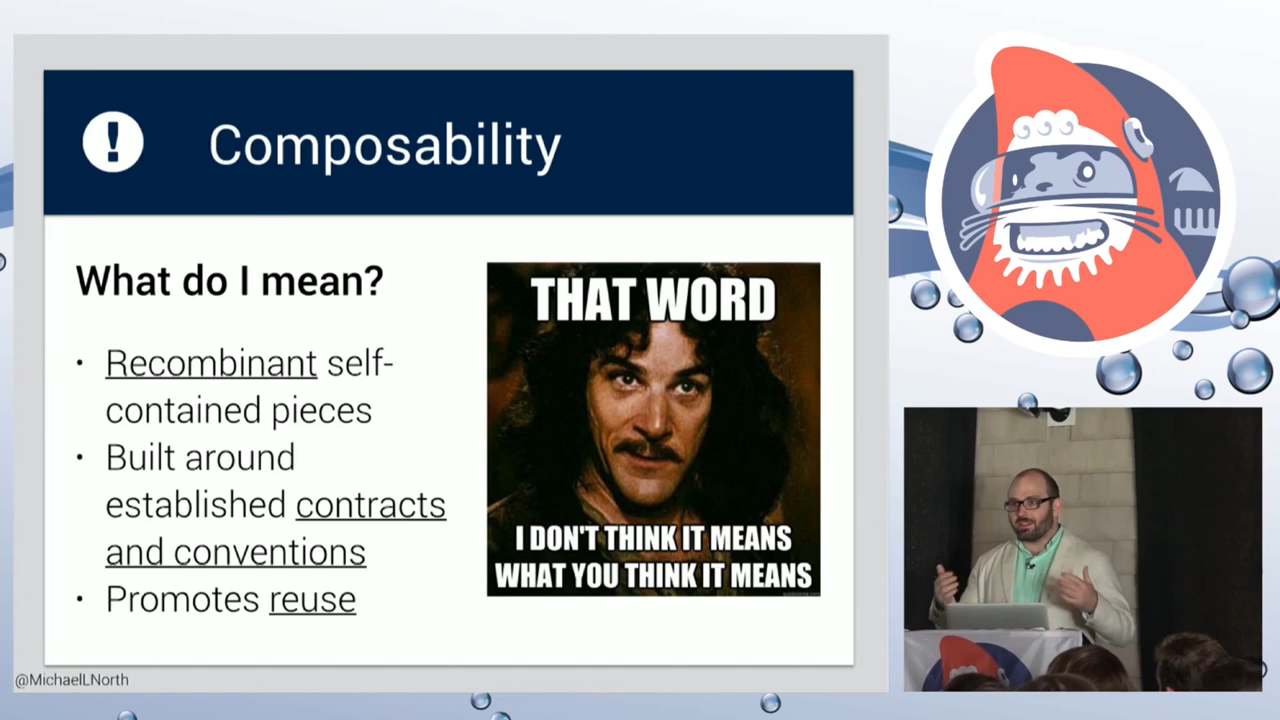 Composability
What do I mean?
• Recombinant self-
contained pieces
• Built around
established contracts
and conventions
• Promotes reuse
THAT WORD
I DON'T THINK IT MEANS
WHAT YOU THINK IT MEANS
@MichaelLNorth